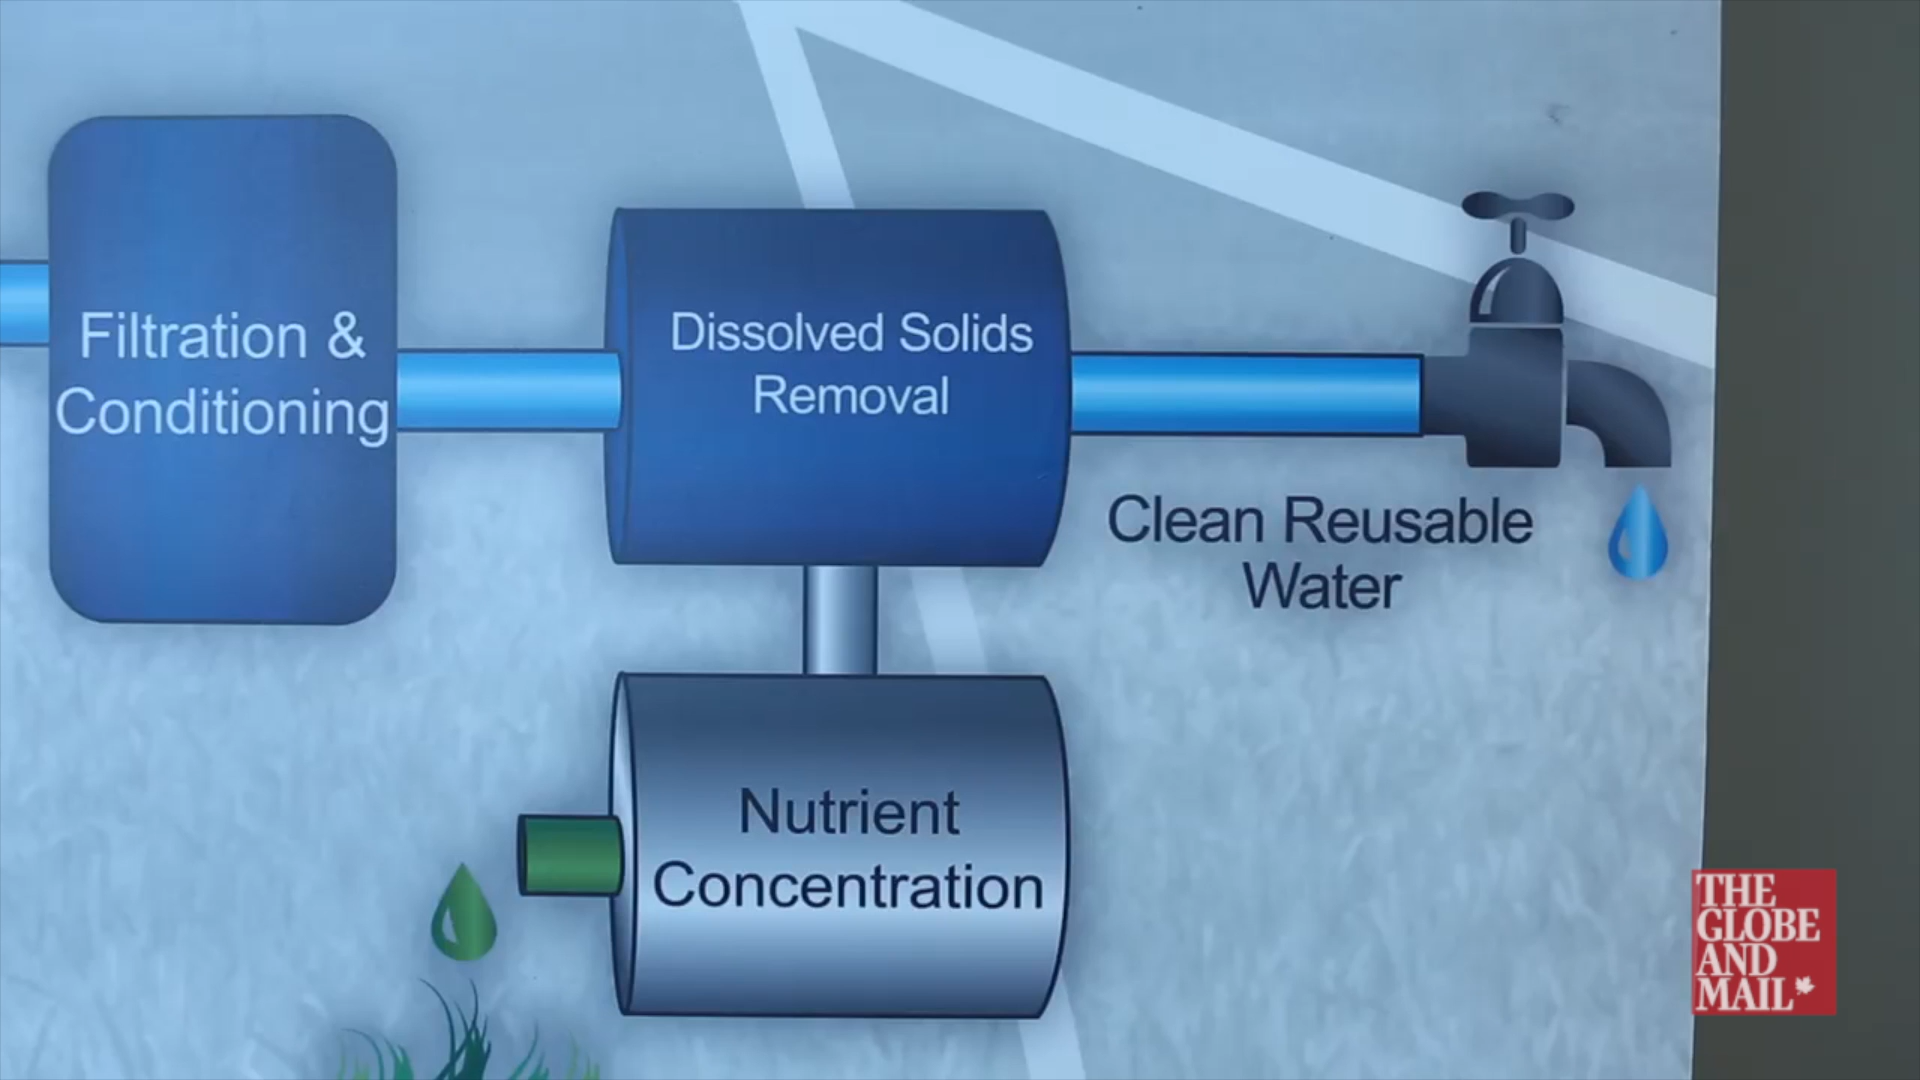 Filtration &
Conditioning
Dissolved Solids
Removal
Clean Reusable
Water
Nutrient
Concentration
THE
GLOBE
AND
MAIL